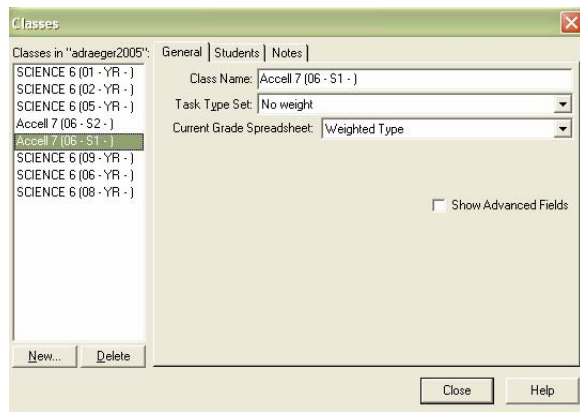 Classes
Classes in "adraeger2005":
SCIENCE 6 (01 - YR - )
SCIENCE 6 (02 - YR - )
SCIENCE 6 (05 - YR - )
Accell 7 (06 - S2 - )
Accell 7 (06 - S1 - )
SCIENCE 6 (09 - YR - )
SCIENCE 6 (06 - YR - )
SCIENCE 6 (08 - YR - )
New...
Delete
General
Students
Notes
Class Name: Accell 7 (06 - S1 - )
Task Type Set: No weight
Current Grade Spreadsheet: Weighted Type
Show Advanced Fields
Close
Help